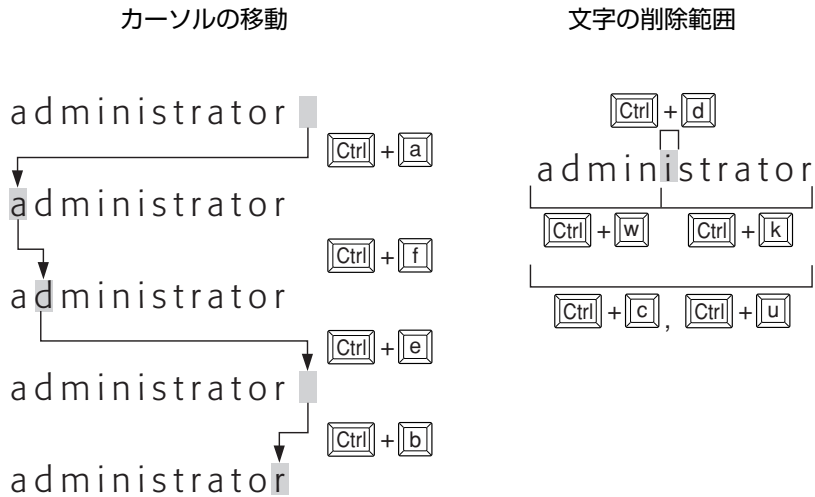 カーソルの移動
administrator
Ctrl + a
administrator
Ctrl + f
administrator
Ctrl + e
administrator
Ctrl + b
administrator
文字の削除範囲
Ctrl + d
administrator
Ctrl + w Ctrl + k
Ctrl + c , Ctrl + u